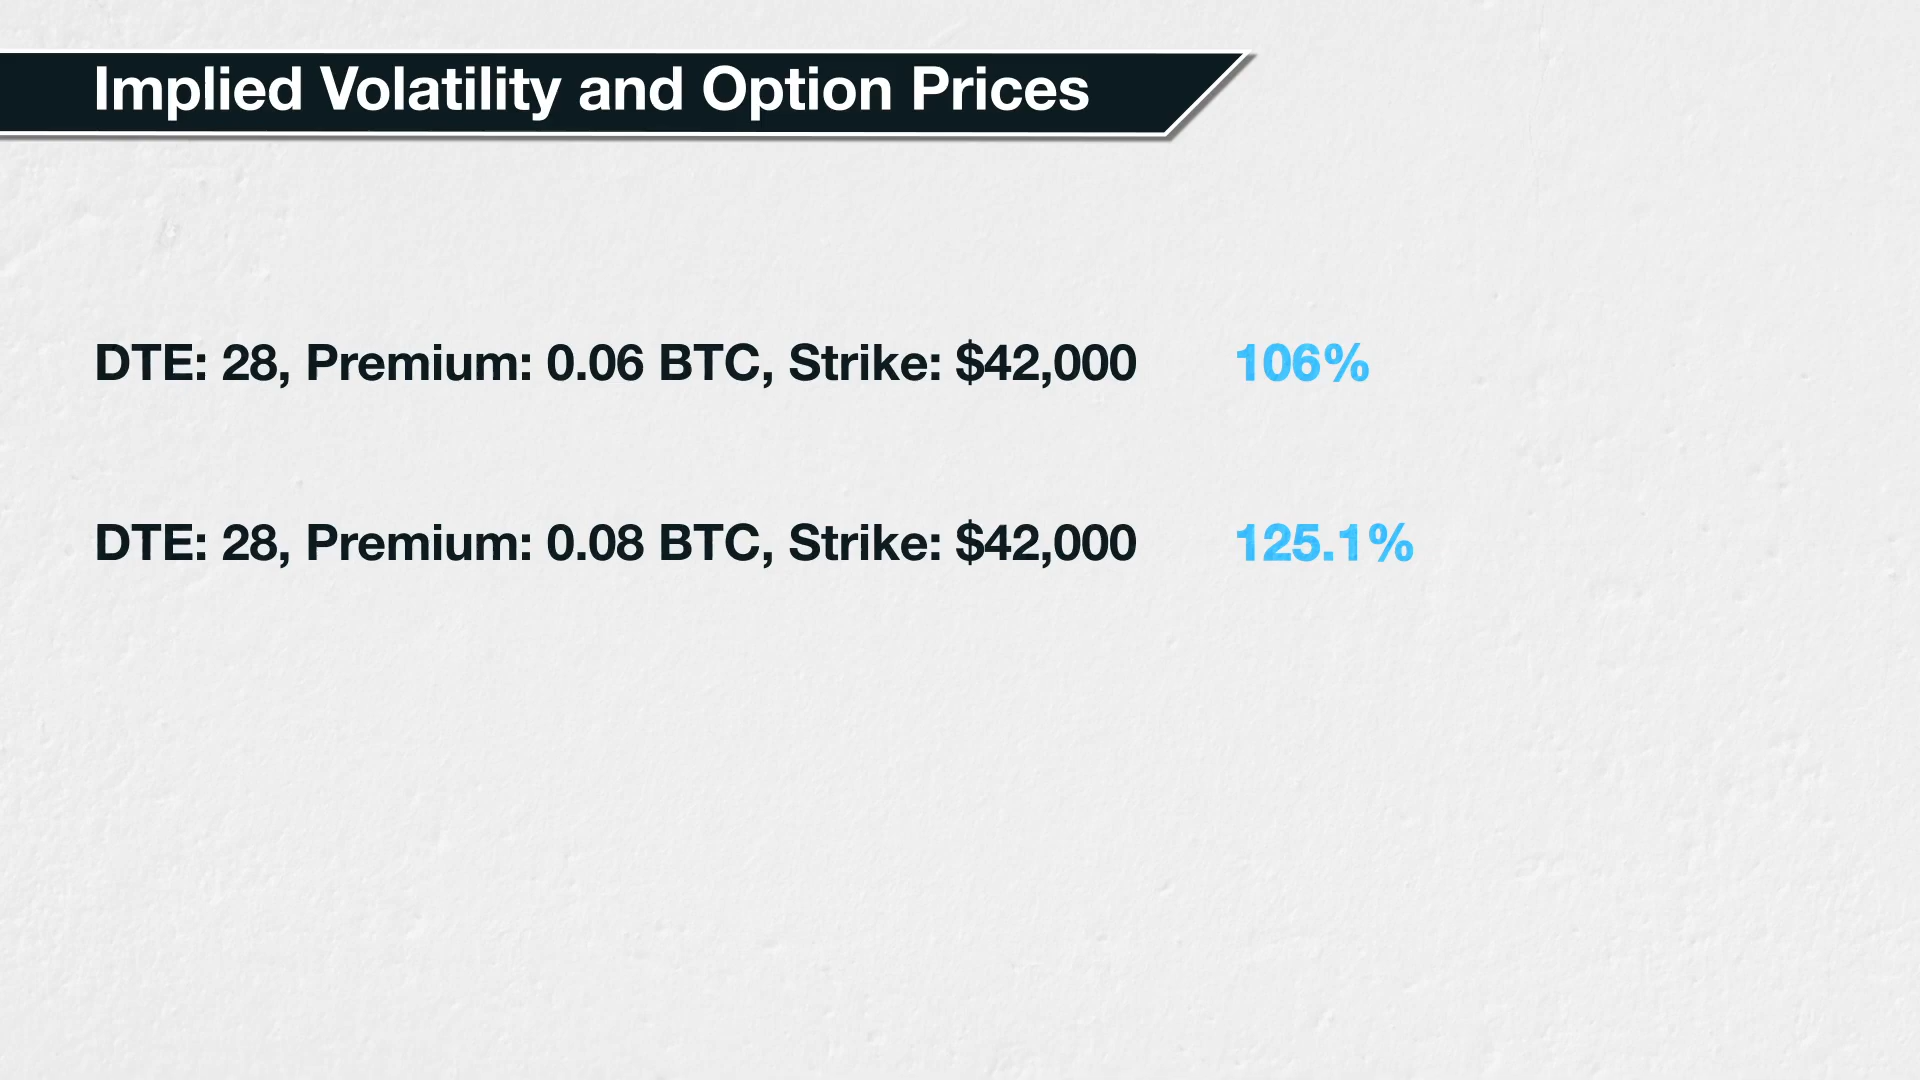 Implied Volatility and Option Prices
DTE: 28, Premium: 0.06 BTC, Strike: $42,000 106%
DTE: 28, Premium: 0.08 BTC, Strike: $42,000 125.1%